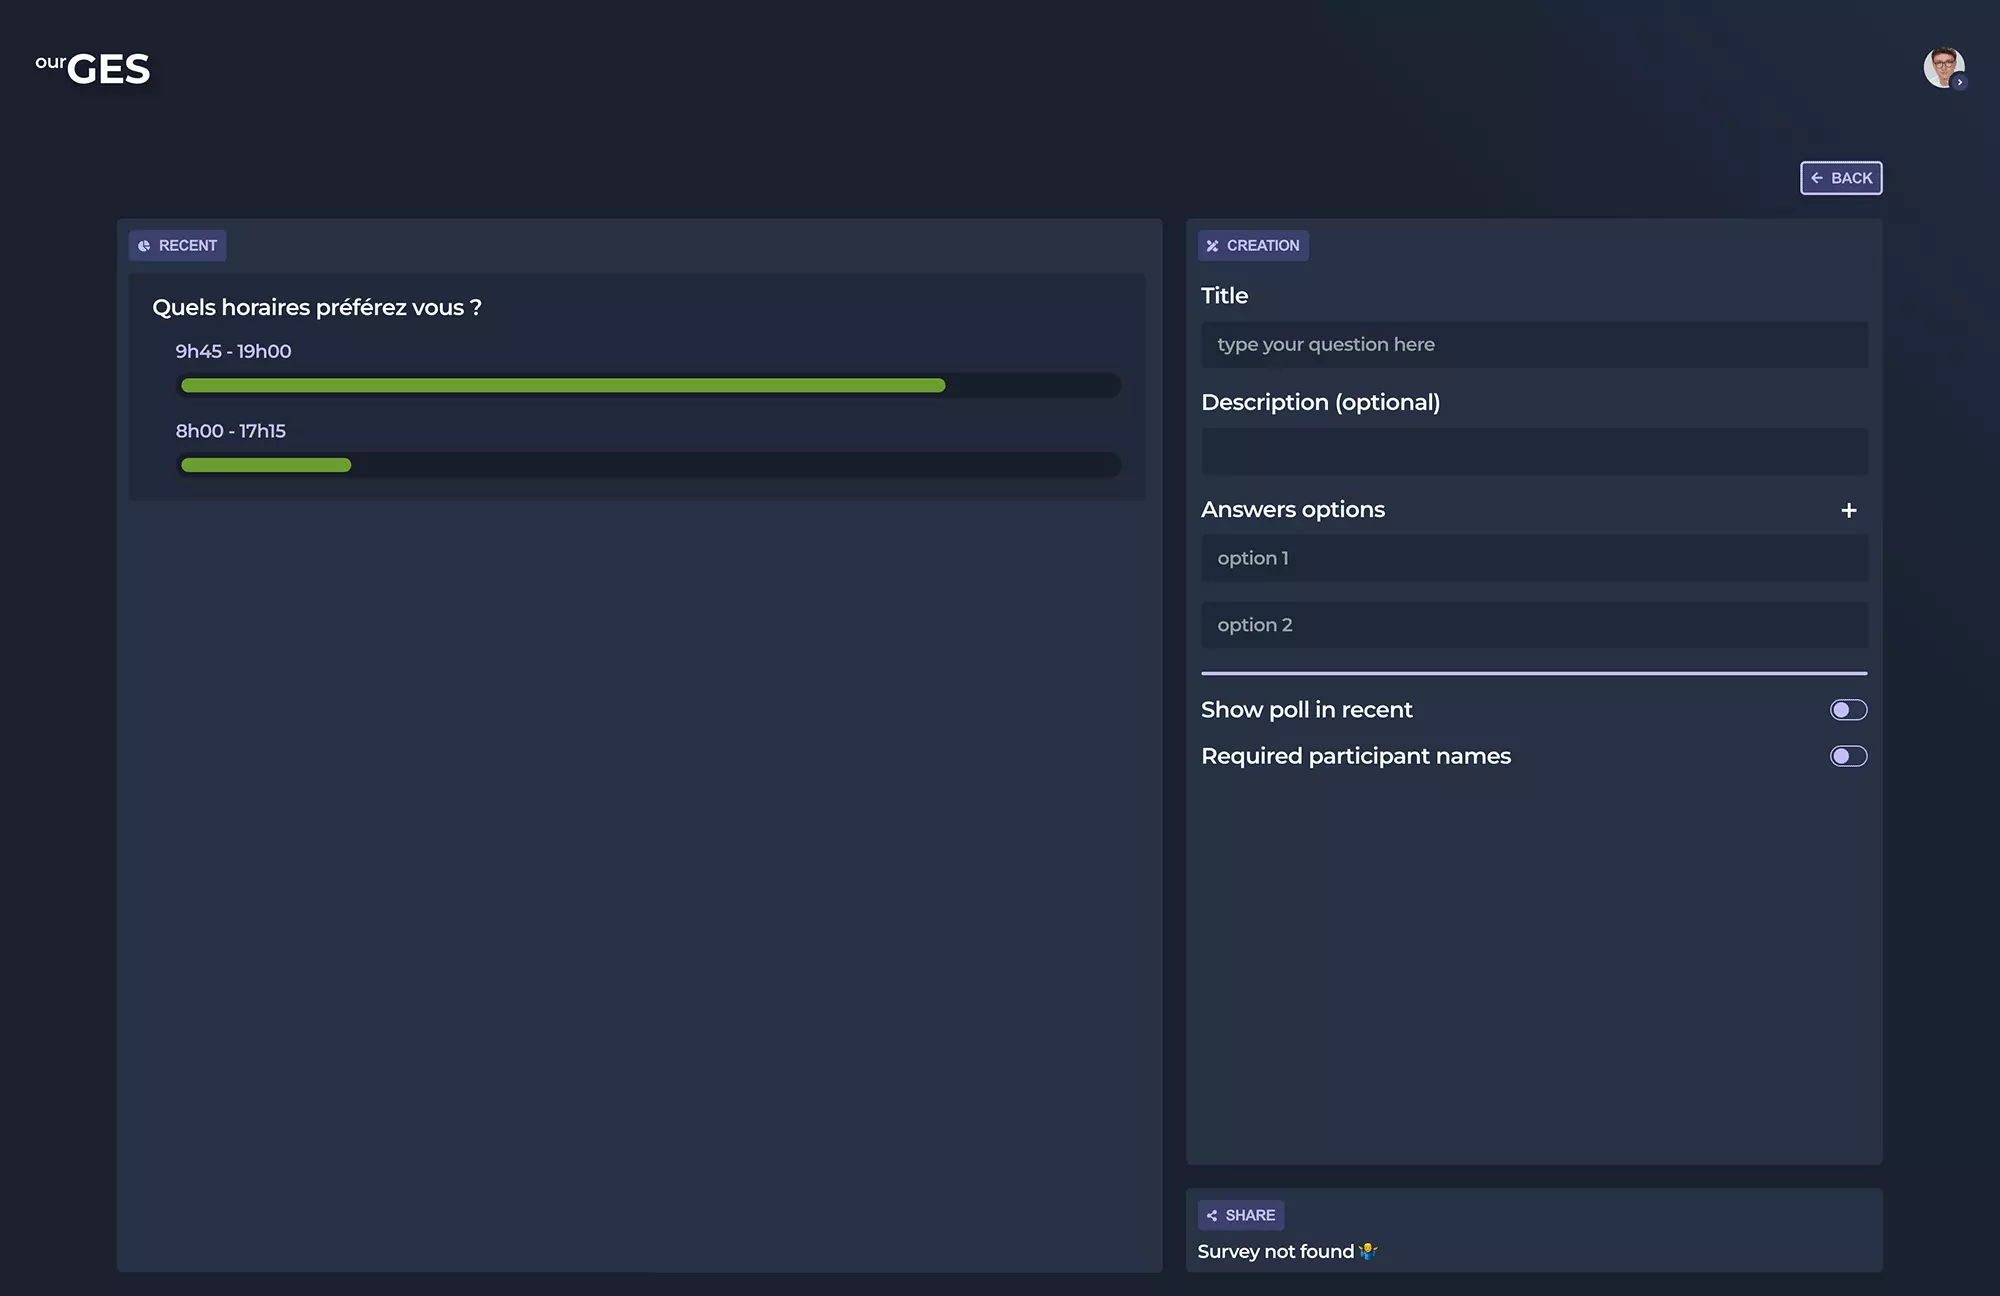 ourGES
BACK
RECENT
Quels horaires préférez vous ?
9h45 - 19h00
8h00 - 17h15
CREATION
Title
type your question here
Description (optional)
Answers options
+
option 1
option 2
Show poll in recent
Required participant names
SHARE
Survey not found 🤷‍♂️